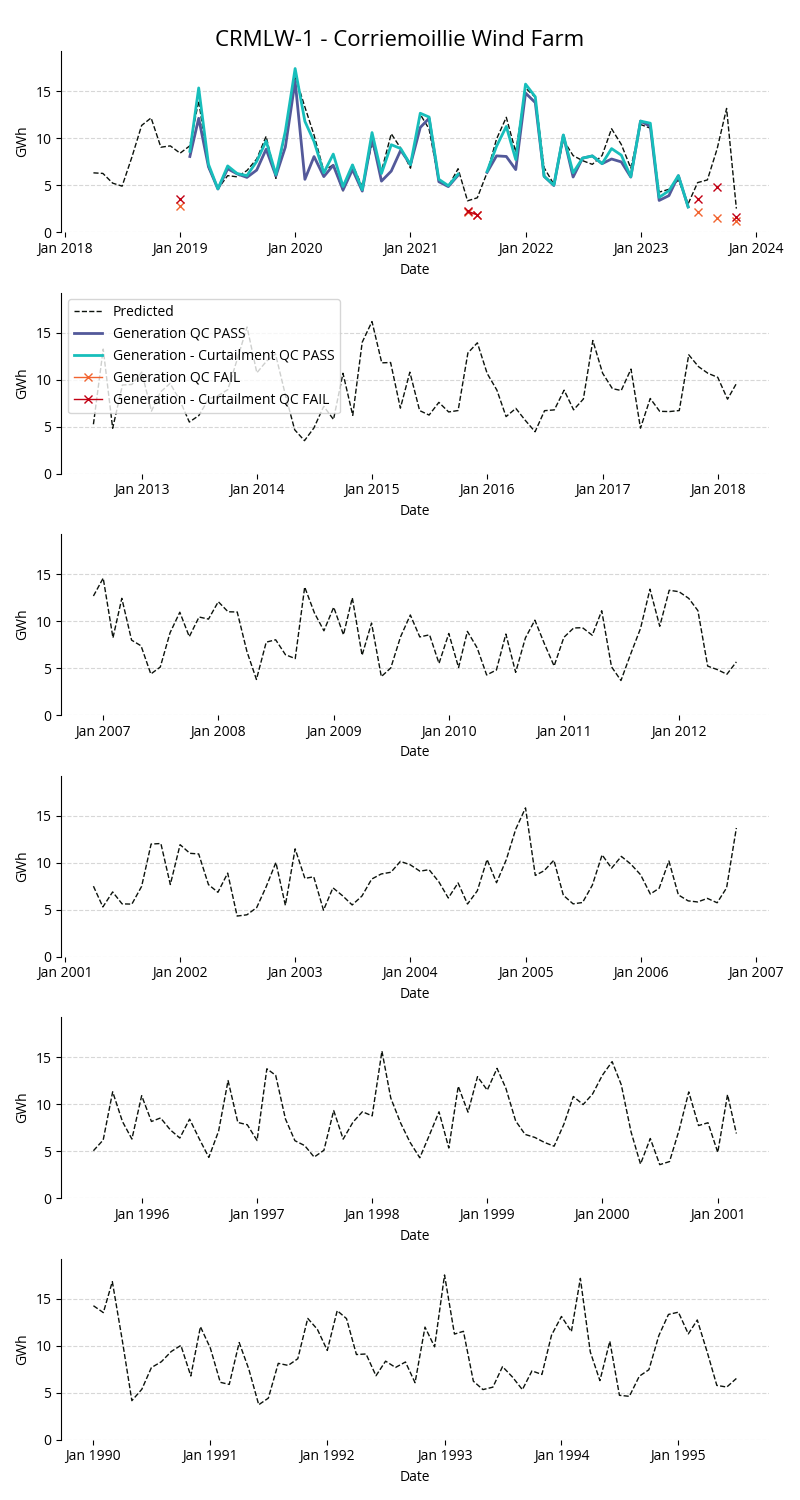 CRMLW-1 - Corriemoillie Wind Farm
15
10
5
0
GWh
Jan 2018 Jan 2019 Jan 2020 Jan 2021 Jan 2022 Jan 2023 Jan 2024
Date
Predicted
Generation QC PASS
Generation - Curtailment QC PASS
Generation QC FAIL
Generation - Curtailment QC FAIL
15
10
5
0
GWh
Jan 2013 Jan 2014 Jan 2015 Jan 2016 Jan 2017 Jan 2018
Date
15
10
5
0
GWh
Jan 2007 Jan 2008 Jan 2009 Jan 2010 Jan 2011 Jan 2012
Date
15
10
5
0
GWh
Jan 2001 Jan 2002 Jan 2003 Jan 2004 Jan 2005 Jan 2006 Jan 2007
Date
15
10
5
0
GWh
Jan 1996 Jan 1997 Jan 1998 Jan 1999 Jan 2000 Jan 2001
Date
15
10
5
0
GWh
Jan 1990 Jan 1991 Jan 1992 Jan 1993 Jan 1994 Jan 1995
Date